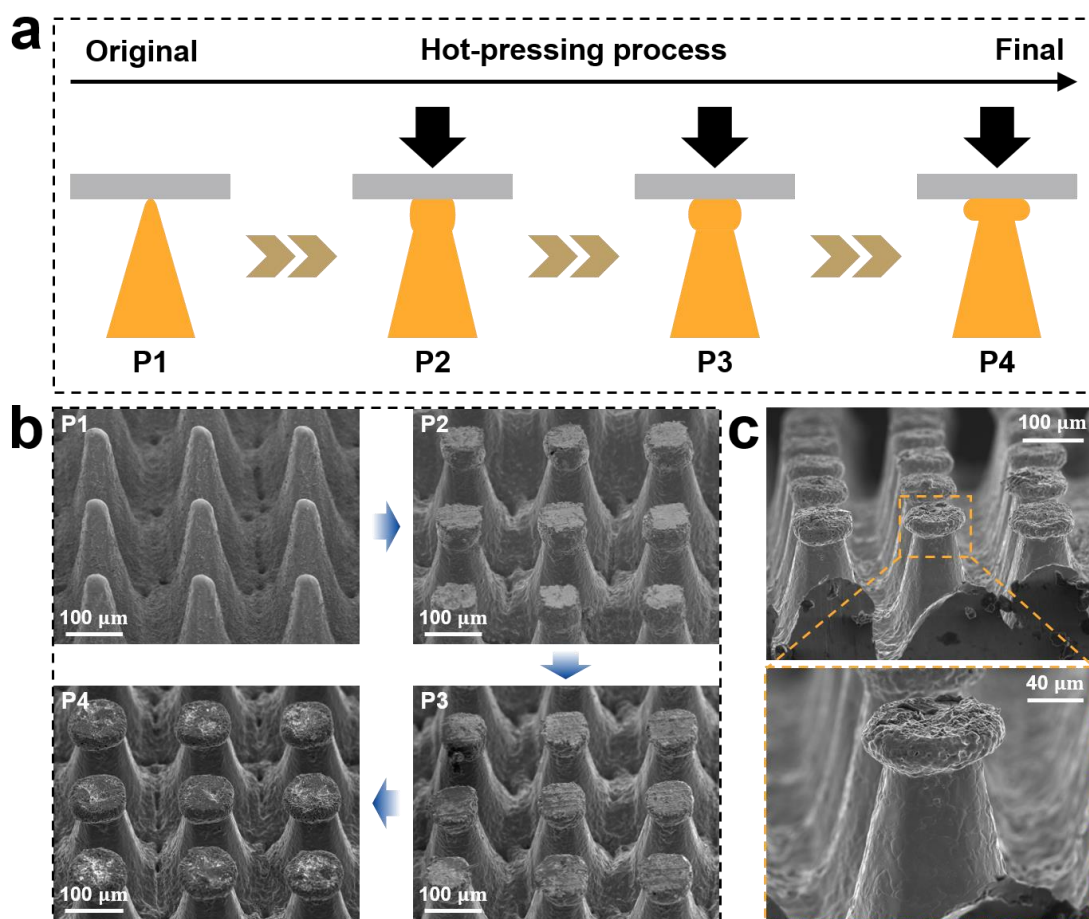 a
Original Hot-pressing process Final
P1 P2 P3 P4
b
P1
100 μm
P2
100 μm
P4
100 μm
P3
100 μm
c
100 μm
40 μm